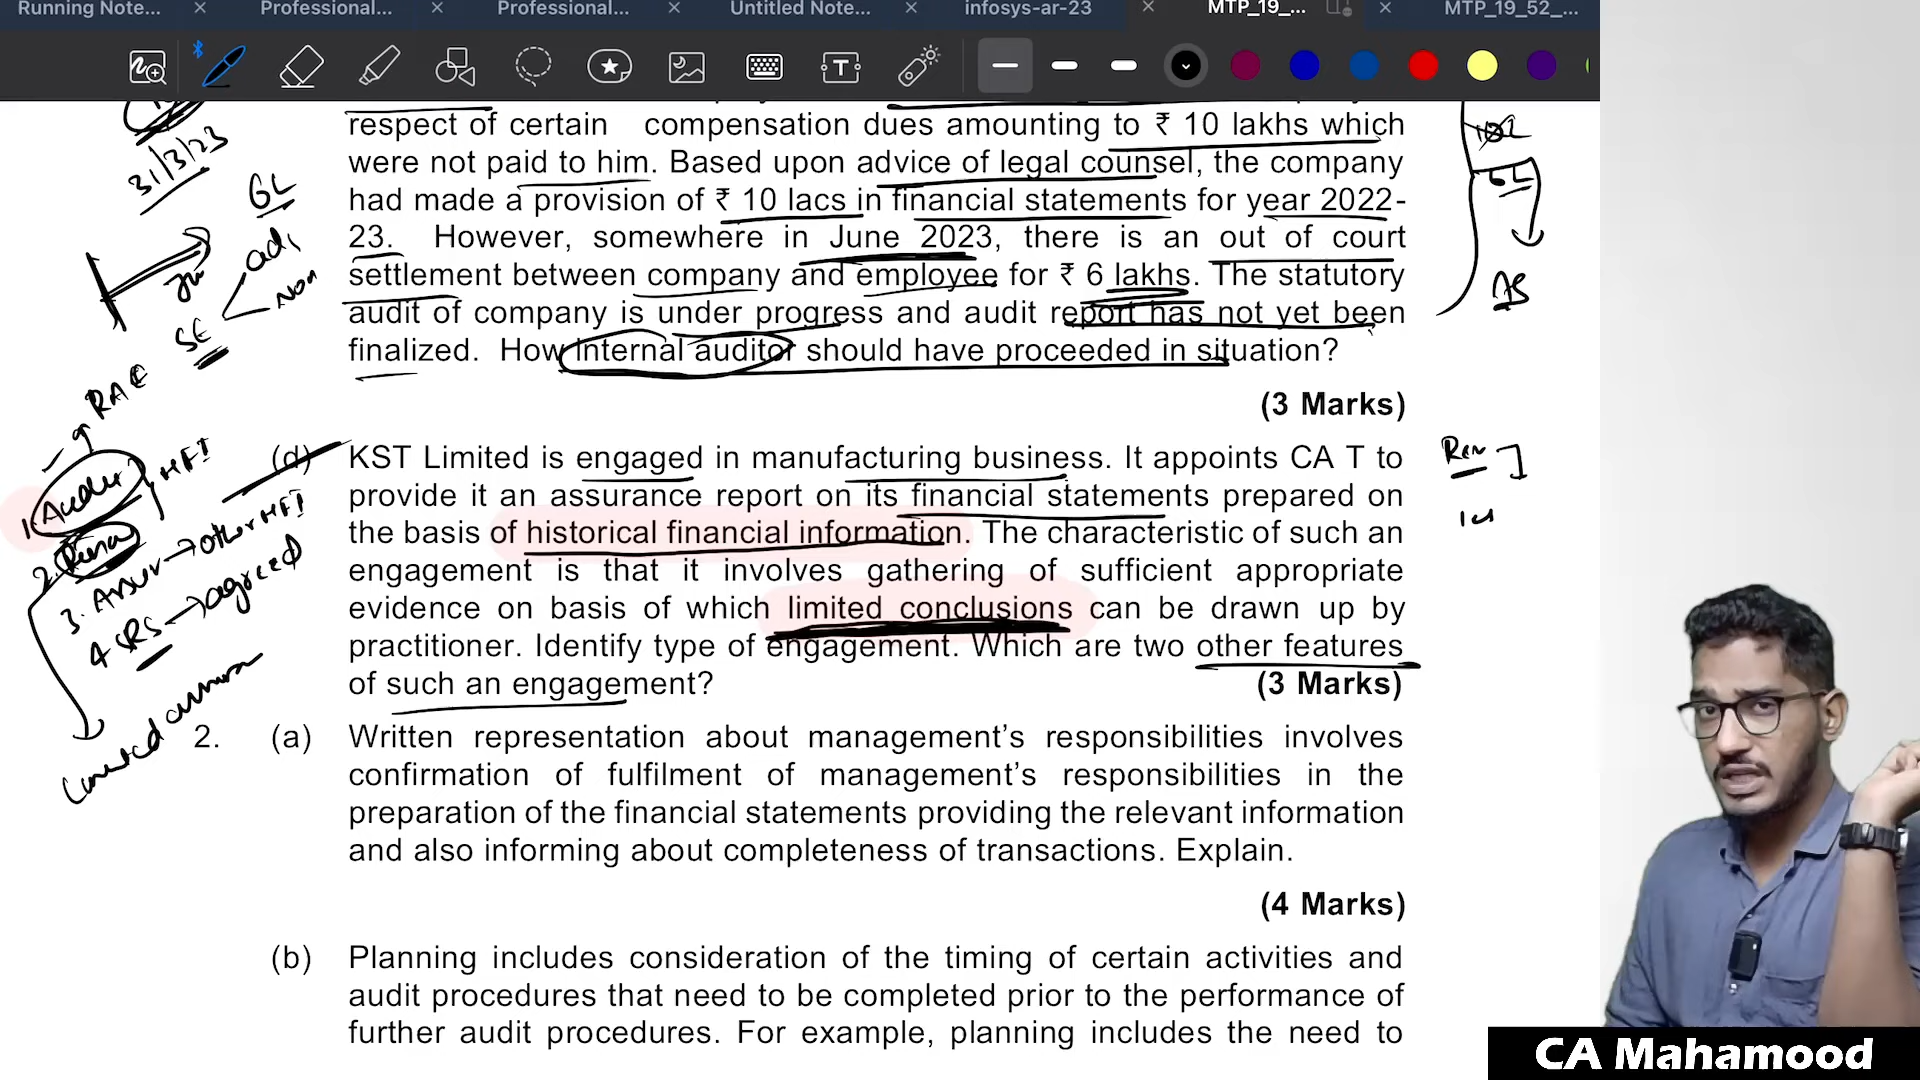 Running Note... × Professional... × Professional... × Untitled Note... × infosys-ar-23 × MTP_19_... × MTP_19_52_...
respect of certain compensation dues amounting to ₹ 10 lakhs which
were not paid to him. Based upon advice of legal counsel, the company
had made a provision of ₹ 10 lacs in financial statements for year 2022-
23. However, somewhere in June 2023, there is an out of court
settlement between company and employee for ₹ 6 lakhs. The statutory
audit of company is under progress and audit report has not yet been
finalized. How internal auditor should have proceeded in situation?
(3 Marks)
(d) KST Limited is engaged in manufacturing business. It appoints CA T to
provide it an assurance report on its financial statements prepared on
the basis of historical financial information. The characteristic of such an
engagement is that it involves gathering of sufficient appropriate
evidence on basis of which limited conclusions can be drawn up by
practitioner. Identify type of engagement. Which are two other features
of such an engagement? (3 Marks)
2. (a) Written representation about management's responsibilities involves
confirmation of fulfilment of management's responsibilities in the
preparation of the financial statements providing the relevant information
and also informing about completeness of transactions. Explain.
(4 Marks)
(b) Planning includes consideration of the timing of certain activities and
audit procedures that need to be completed prior to the performance of
further audit procedures. For example, planning includes the need to
31/3/23
6L
adj
Non
SE
HFI
3. Assur → other HFI
4 SRS → agreed
6L
AS
CA Mahamood